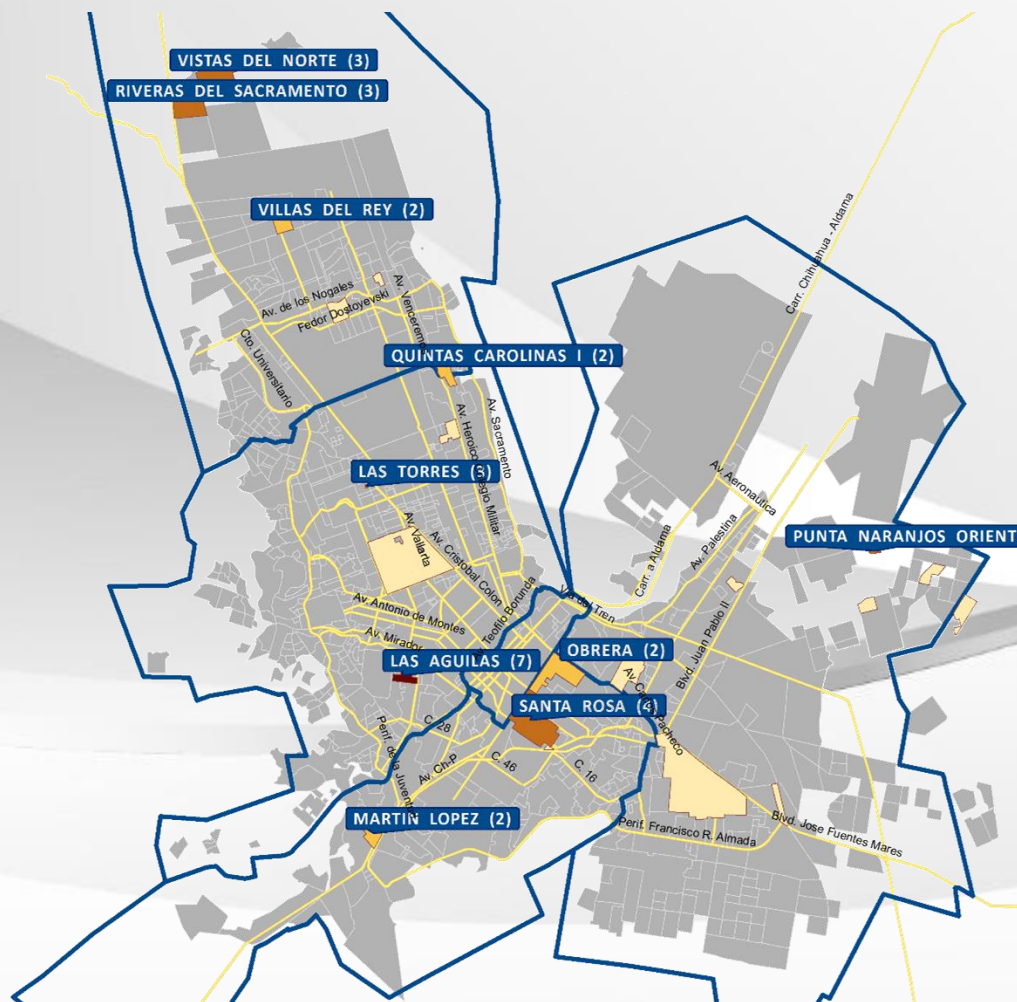 VISTAS DEL NORTE (3)
RIVERAS DEL SACRAMENTO (3)
VILLAS DEL REY (2)
Carr. Chihuahua - Aldama
Av. de los Nogales
Fedor Dostoyevski
Av. Venceremo
Cto. Universitario
QUINTAS CAROLINAS I (2)
Av. Sacramento
Av. Heroico Colegio Militar
LAS TORRES (3)
Av. Vallarta
Av. Cristobal Colon
Av. Aeronautica
Av. Palestina
PUNTA NARANJOS ORIENT
Carr. a Aldama
Via del Tren
Av. Teofilo Borunda
Av. Antonio de Montes
Av. Mirador
Blvd. Juan Pablo II
OBRERA (2)
LAS AGUILAS (7)
Pacheco
SANTA ROSA (4)
C. 28
Perif. de la Juventud
Av. Ch-P
C. 46
C. 16
MARTIN LOPEZ (2)
Perif. Francisco R. Almada
Blvd. Jose Fuentes Mares